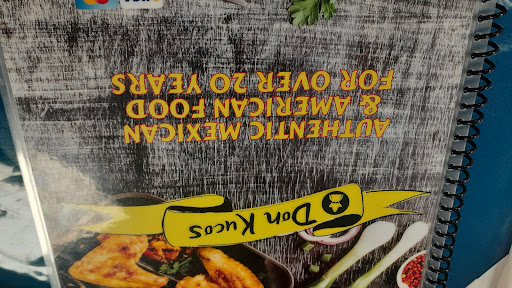 Don Kucos
AUTHENTIC MEXICAN
& AMERICAN FOOD
FOR OVER 20 YEARS